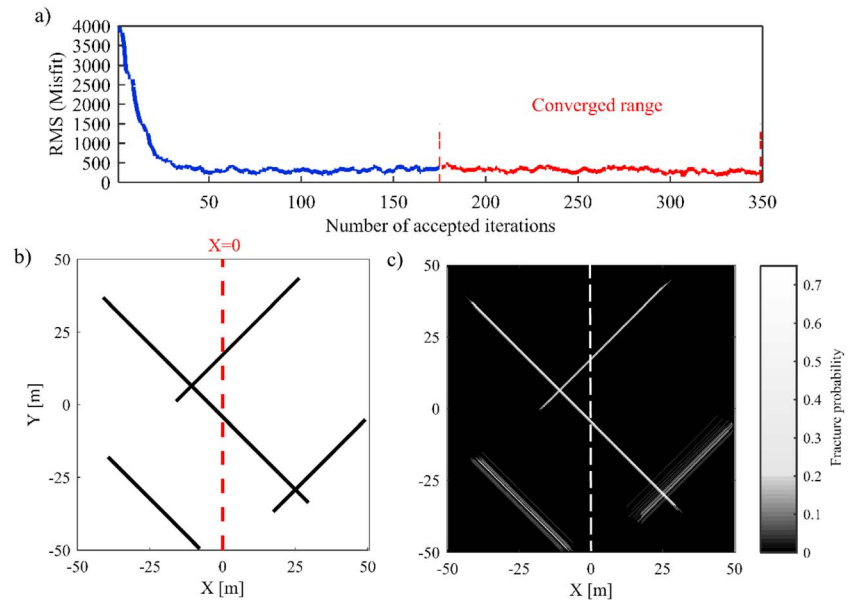 a)
RMS (Misfit)
4000
3500
3000
2500
2000
1500
1000
500
0
Converged range
50 100 150 200 250 300 350
Number of accepted iterations
b)
X=0
Y [m]
50
25
0
-25
-50
-50 -25 0 25 50
X [m]
c)
50
25
0
-25
-50
-50 -25 0 25 50
X [m]
0.7
0.6
0.5
0.4
0.3
0.2
0.1
0
Fracture probability